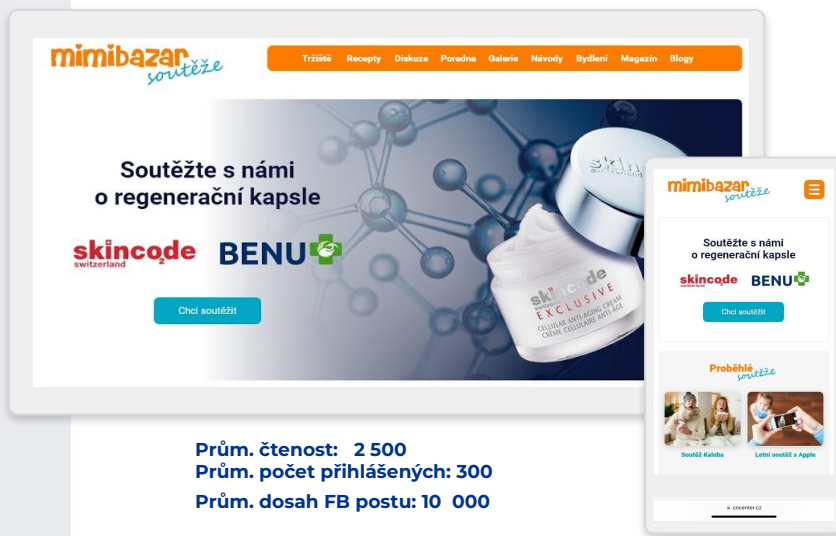 mimibazar
soutěže
Tržiště Recepty Diskuze Poradna Galerie Návody Bydlení Magazín Blogy
Soutěžte s námi
o regenerační kapsle
skinco2de
switzerland
BENU
Chci soutěžit
skincode
switzerland
EXCLUSIVE
CELLULAR ANTI-AGING CREAM
CRÈME CELLULAIRE ANTI-ÂGE
mimibazar
soutěže
Soutěžte s námi
o regenerační kapsle
skincode
switzerland
BENU
Chci soutěžit
Proběhlé
soutěže
Soutěž Kaloba
Letní soutěž s Apple
cncenter.cz
Prům. čtenost: 2 500
Prům. počet přihlášených: 300
Prům. dosah FB postu: 10 000